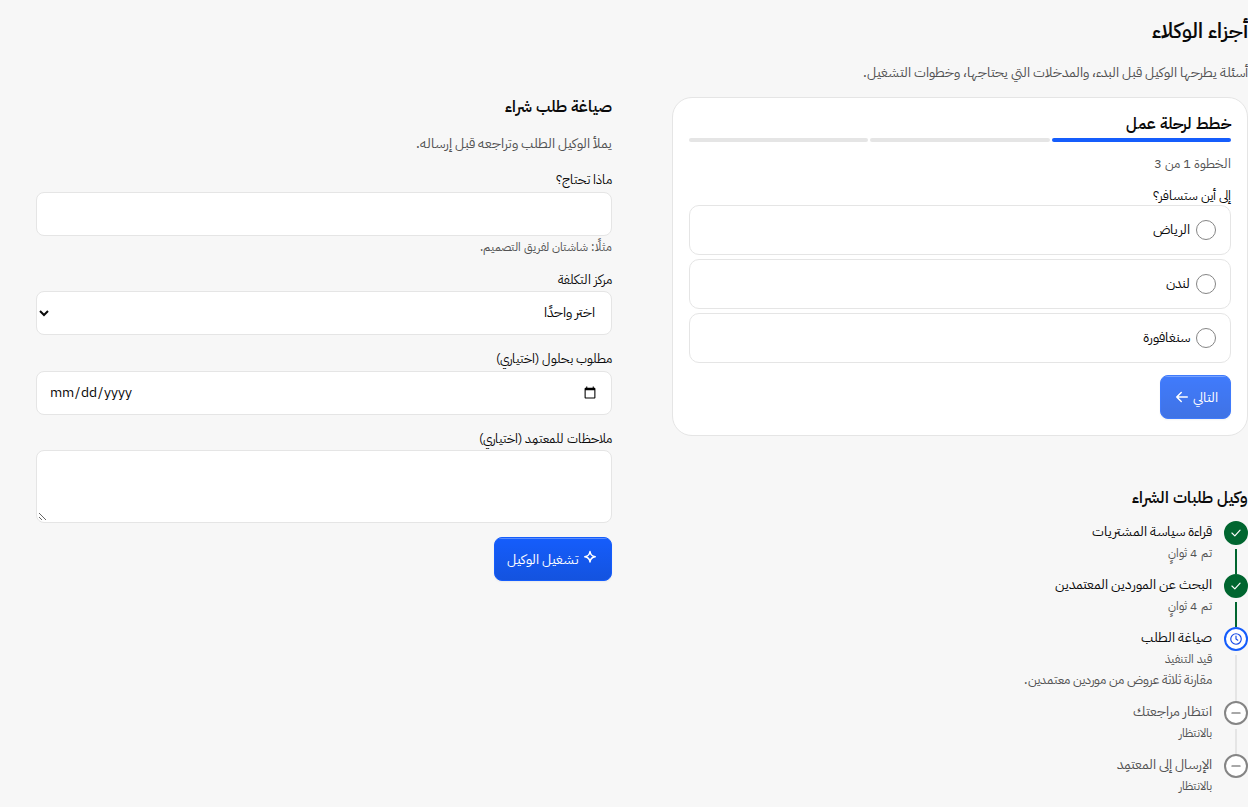 أجزاء الوكلاء
أسئلة يطرحها الوكيل قبل البدء، والمدخلات التي يحتاجها، وخطوات التشغيل.
خطط لرحلة عمل
الخطوة 1 من 3
إلى أين ستسافر؟
الرياض
لندن
سنغافورة
التالي ←
وكيل طلبات الشراء
قراءة سياسة المشتريات
تم 4 ثوانٍ
البحث عن الموردين المعتمدين
تم 4 ثوانٍ
صياغة الطلب
قيد التنفيذ
مقارنة ثلاثة عروض من موردين معتمدين.
انتظار مراجعتك
بالانتظار
الإرسال إلى المعتمِد
بالانتظار
صياغة طلب شراء
يملأ الوكيل الطلب وتراجعه قبل إرساله.
ماذا تحتاج؟
مثلًا: شاشتان لفريق التصميم.
مركز التكلفة
اختر واحدًا
مطلوب بحلول (اختياري)
mm/dd/yyyy
ملاحظات للمعتمِد (اختياري)
تشغيل الوكيل